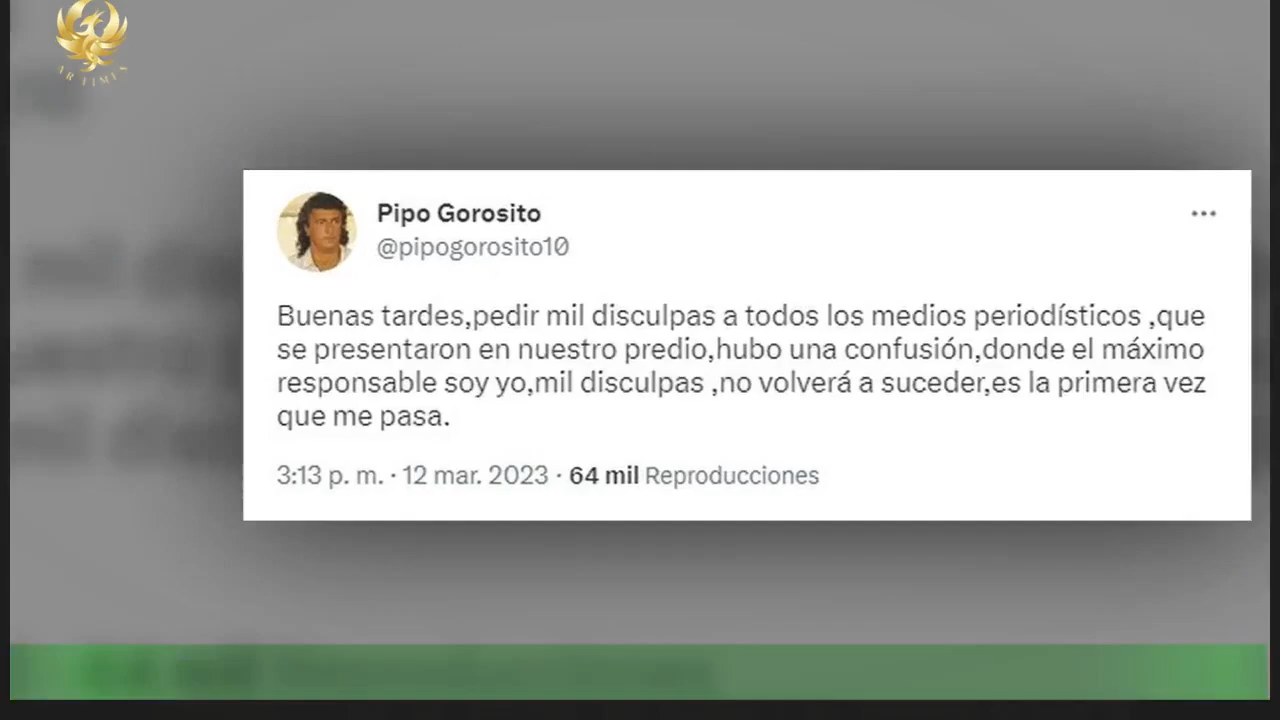 AR TIMES
Pipo Gorosito
@pipogorosito10
Buenas tardes,pedir mil disculpas a todos los medios periodísticos ,que
se presentaron en nuestro predio,hubo una confusión,donde el máximo
responsable soy yo,mil disculpas ,no volverá a suceder,es la primera vez
que me pasa.
3:13 p. m. · 12 mar. 2023 · 64 mil Reproducciones